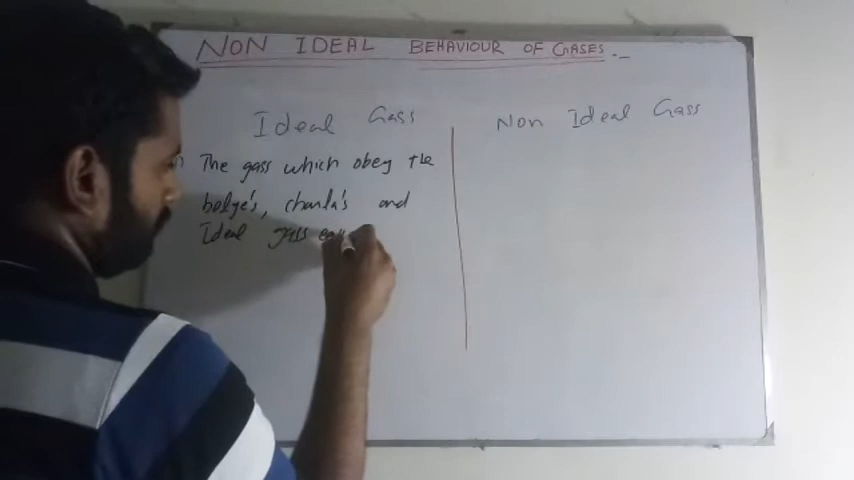 NON IDEAL BEHAVIOUR OF GASES._
Ideal Gass
Non Ideal Gass
The gass which obey the
bolye's, charla's and
Ideal gass